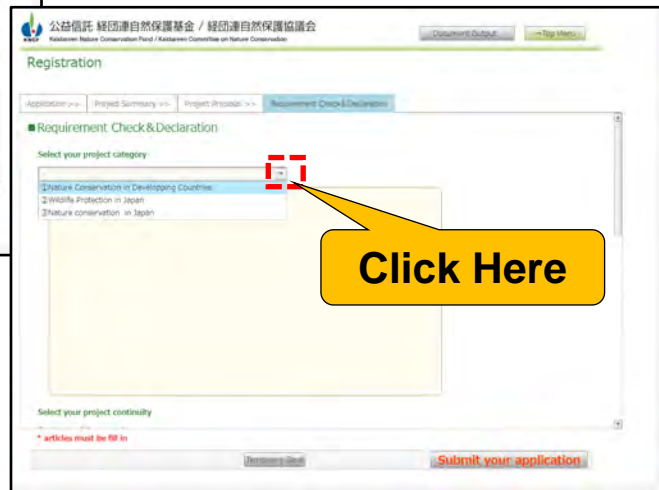 公益信託 経団連自然保護基金 / 経団連自然保護協議会
Keidanren Nature Conservation Fund / Keidanren Committee on Nature Conservation
KNCF
Document Output
→Top Menu
Registration
Application >>
Project Summary >>
Project Proposal >>
Requirement Check&Declaration
■Requirement Check&Declaration
Select your project category
①Nature Conservation in Developping Countries
②Wildlife Protection in Japan
③Nature conservation in Japan
Click Here
Select your project continuity
* articles must be fill in
Temporary Save
Submit your application